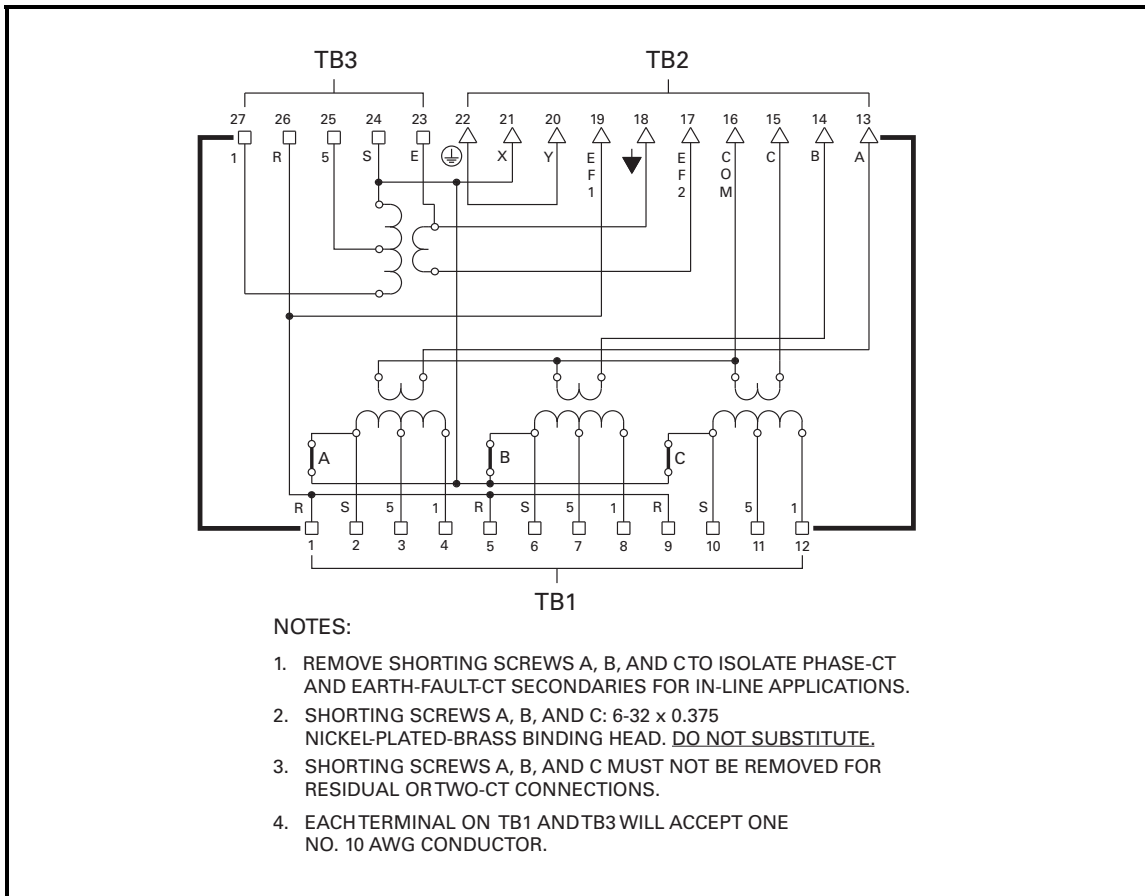 TB3 TB2
27 26 25 24 23 22 21 20 19 18 17 16 15 14 13
1 R 5 S E X Y E F 1 E F 2 C O M C B A
A B C
R S 5 1 R S 5 1 R S 5 1
1 2 3 4 5 6 7 8 9 10 11 12
TB1
NOTES:
1. REMOVE SHORTING SCREWS A, B, AND C TO ISOLATE PHASE-CT
AND EARTH-FAULT-CT SECONDARIES FOR IN-LINE APPLICATIONS.
2. SHORTING SCREWS A, B, AND C: 6-32 x 0.375
NICKEL-PLATED-BRASS BINDING HEAD. DO NOT SUBSTITUTE.
3. SHORTING SCREWS A, B, AND C MUST NOT BE REMOVED FOR
RESIDUAL OR TWO-CT CONNECTIONS.
4. EACH TERMINAL ON TB1 AND TB3 WILL ACCEPT ONE
NO. 10 AWG CONDUCTOR.